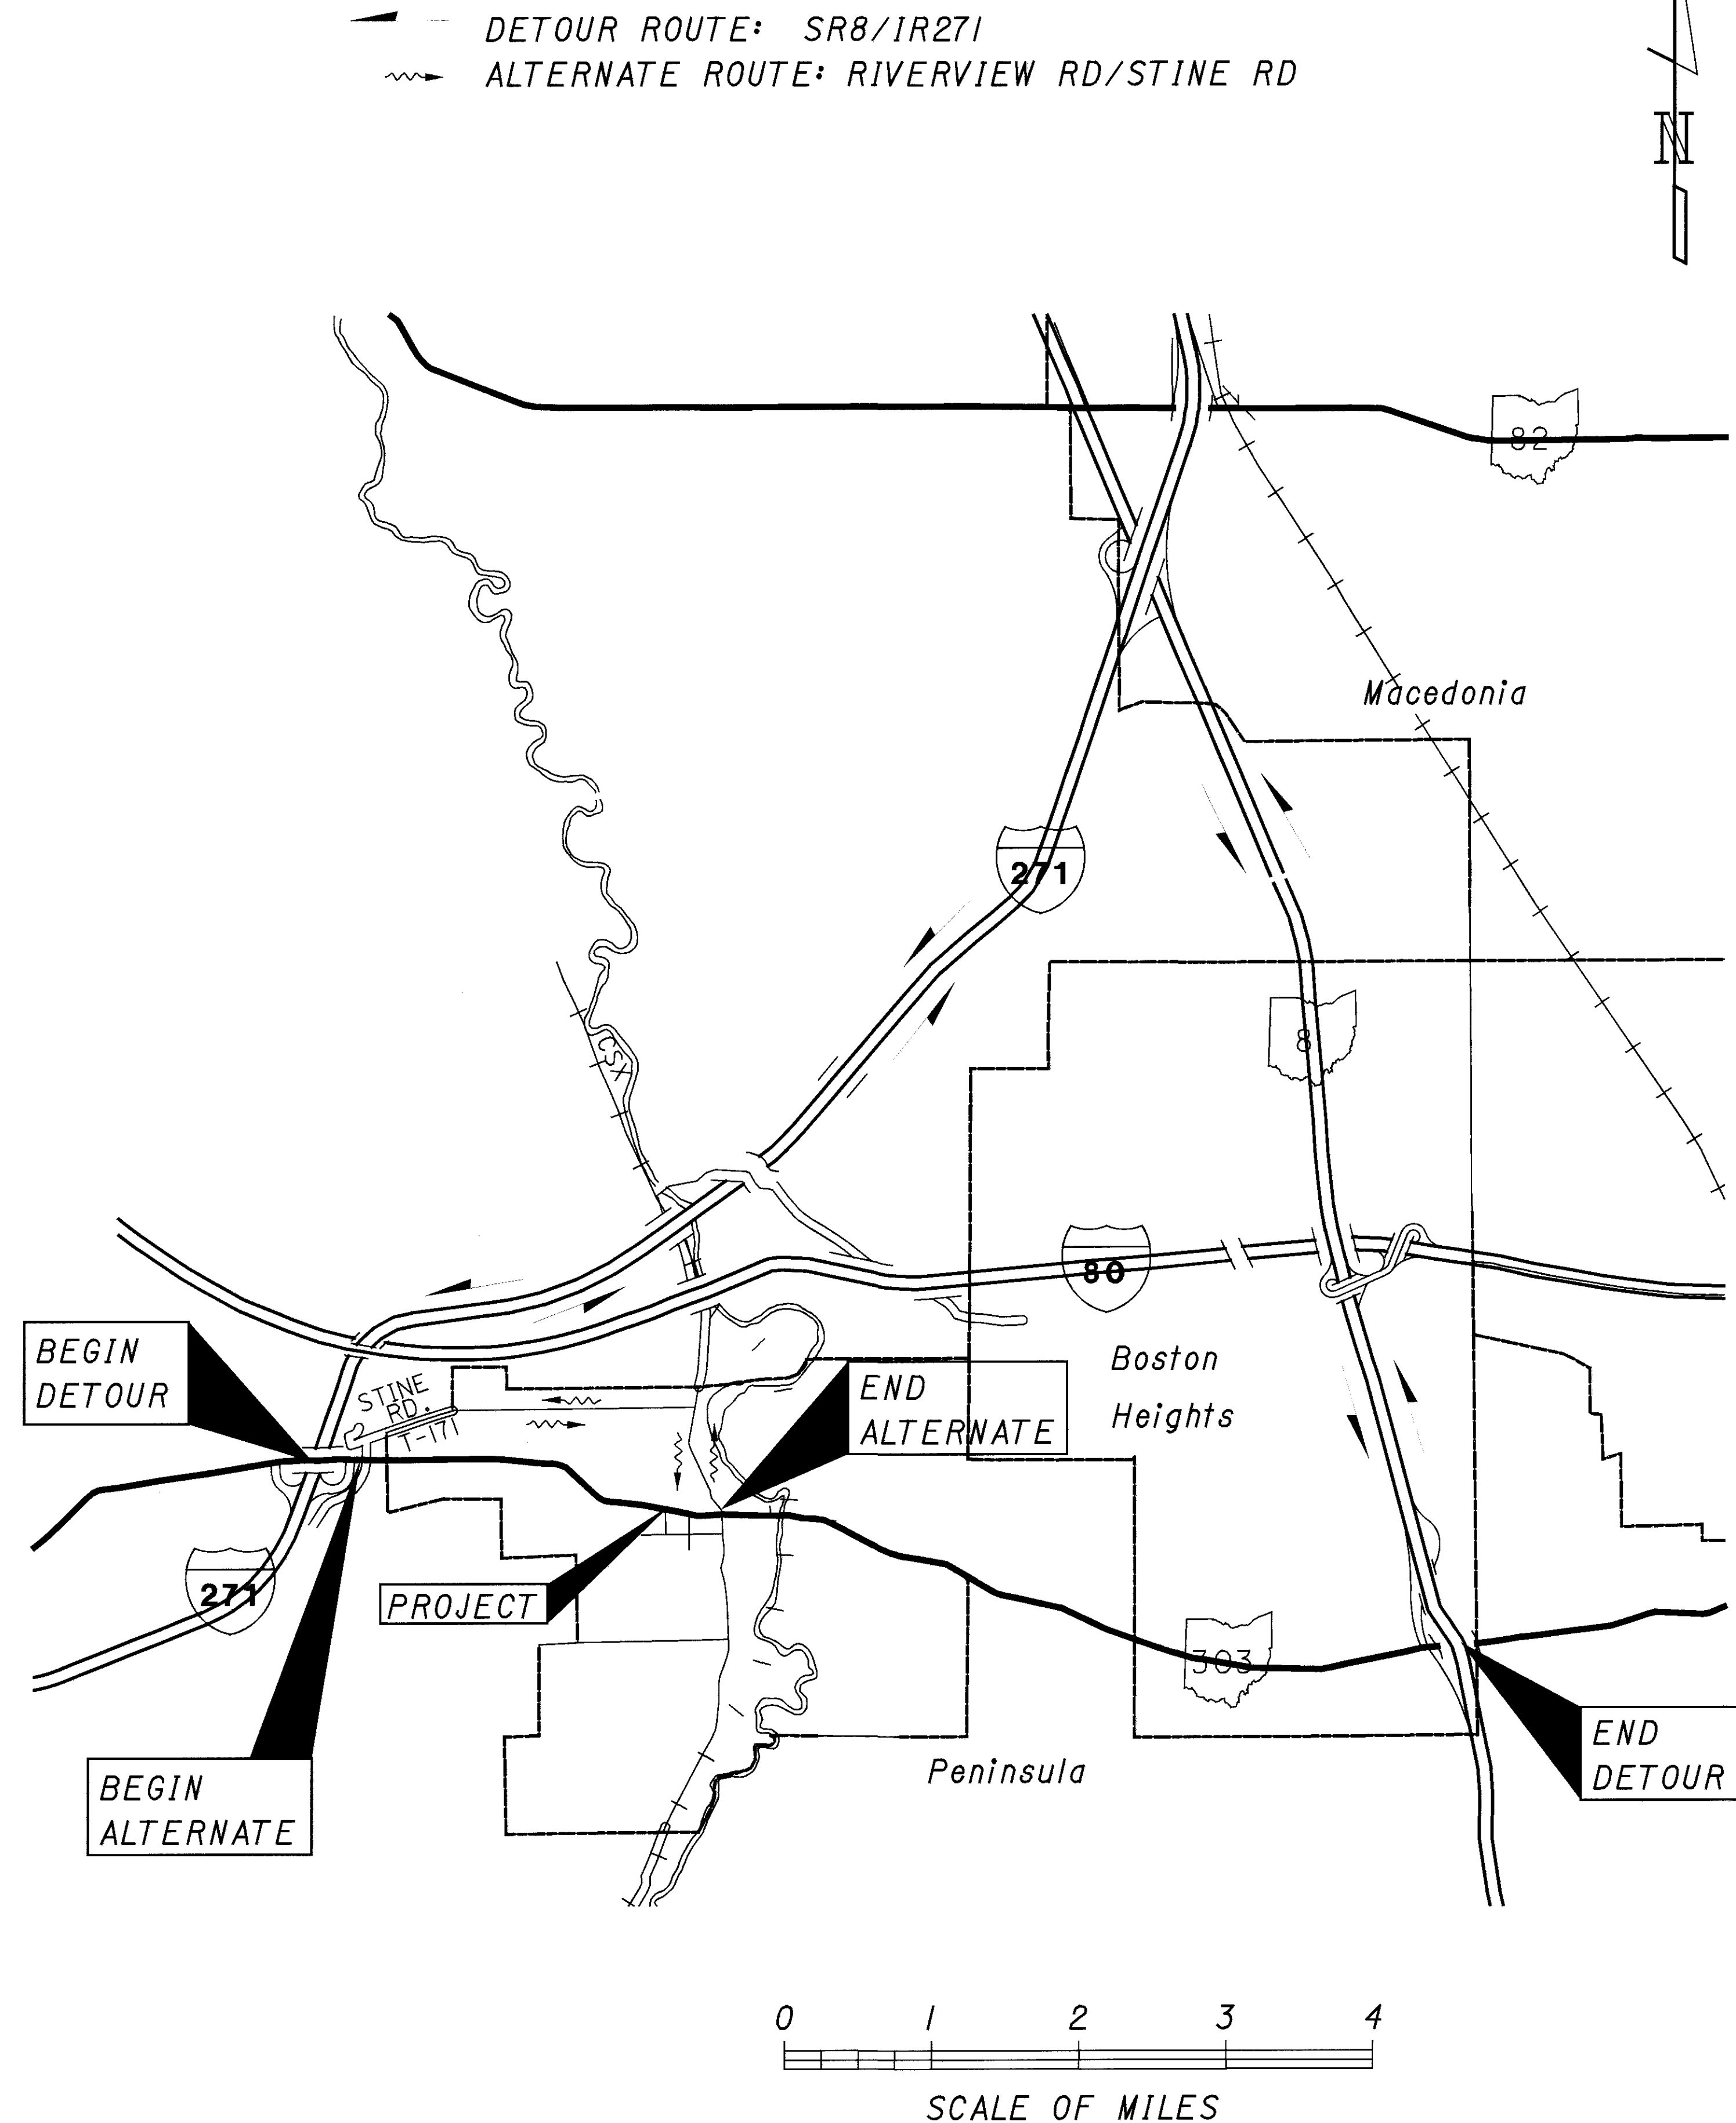 DETOUR ROUTE: SR8/IR271
ALTERNATE ROUTE: RIVERVIEW RD/STINE RD
N
82
Macedonia
271
8
CSX
80
BEGIN
DETOUR
STINE
RD.
T-171
END
ALTERNATE
Boston
Heights
271
PROJECT
303
END
DETOUR
Peninsula
BEGIN
ALTERNATE
0 1 2 3 4
SCALE OF MILES